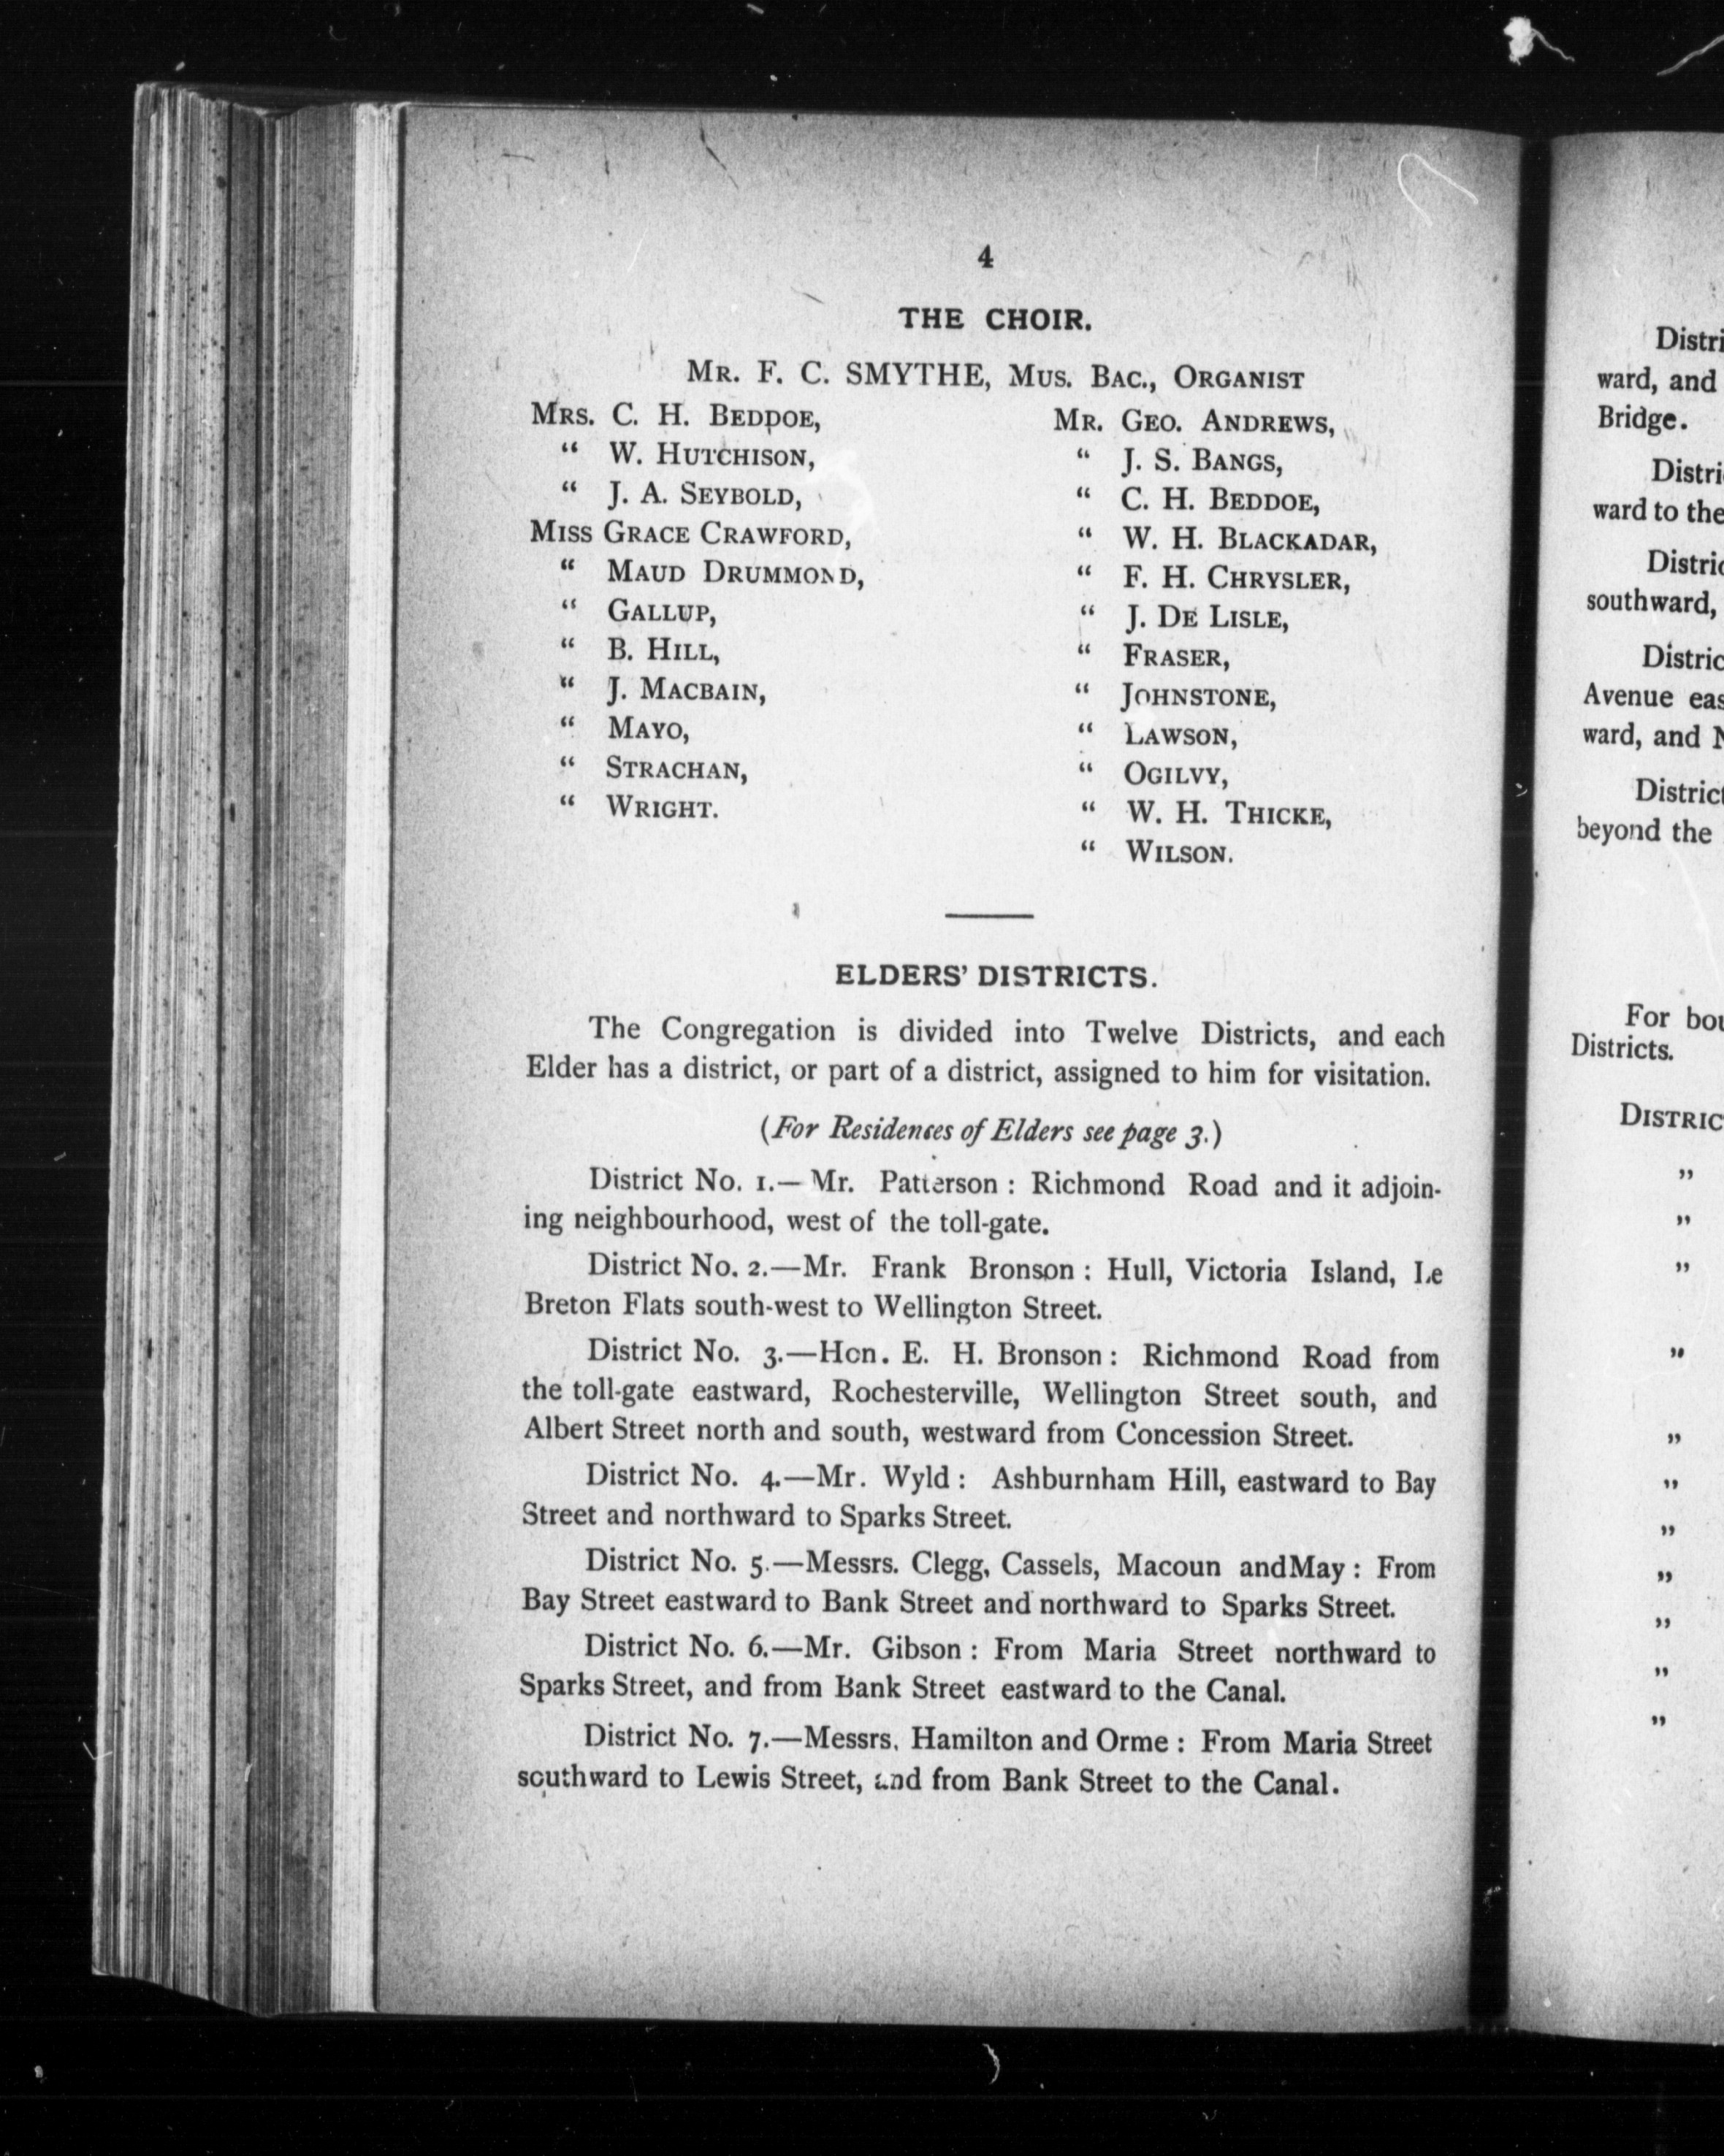 4
THE CHOIR.
MR. F. C. SMYTHE, MUS. BAC., ORGANIST
MRS. C. H. BEDDOE,
“ W. HUTCHISON,
“ J. A. SEYBOLD,
MISS GRACE CRAWFORD,
“ MAUD DRUMMOND,
“ GALLUP,
“ B. HILL,
“ J. MACBAIN,
“ MAYO,
“ STRACHAN,
“ WRIGHT.
MR. GEO. ANDREWS,
“ J. S. BANGS,
“ C. H. BEDDOE,
“ W. H. BLACKADAR,
“ F. H. CHRYSLER,
“ J. DE LISLE,
“ FRASER,
“ JOHNSTONE,
“ LAWSON,
“ OGILVY,
“ W. H. THICKE,
“ WILSON.
ELDERS’ DISTRICTS.
The Congregation is divided into Twelve Districts, and each
Elder has a district, or part of a district, assigned to him for visitation.
(For Residences of Elders see page 3.)
District No. 1.—Mr. Patterson : Richmond Road and it adjoin-
ing neighbourhood, west of the toll-gate.
District No. 2.—Mr. Frank Bronson : Hull, Victoria Island, Le
Breton Flats south-west to Wellington Street.
District No. 3.—Hon. E. H. Bronson : Richmond Road from
the toll-gate eastward, Rochesterville, Wellington Street south, and
Albert Street north and south, westward from Concession Street.
District No. 4.—Mr. Wyld : Ashburnham Hill, eastward to Bay
Street and northward to Sparks Street.
District No. 5.—Messrs. Clegg, Cassels, Macoun andMay : From
Bay Street eastward to Bank Street and northward to Sparks Street.
District No. 6.—Mr. Gibson : From Maria Street northward to
Sparks Street, and from Bank Street eastward to the Canal.
District No. 7.—Messrs. Hamilton and Orme : From Maria Street
southward to Lewis Street, and from Bank Street to the Canal.
ward, and
Bridge.
ward to the
southward,
Avenue
ward, and
beyond the
For
Districts.
”
”
”
”
”
”
”
”
”
”
”